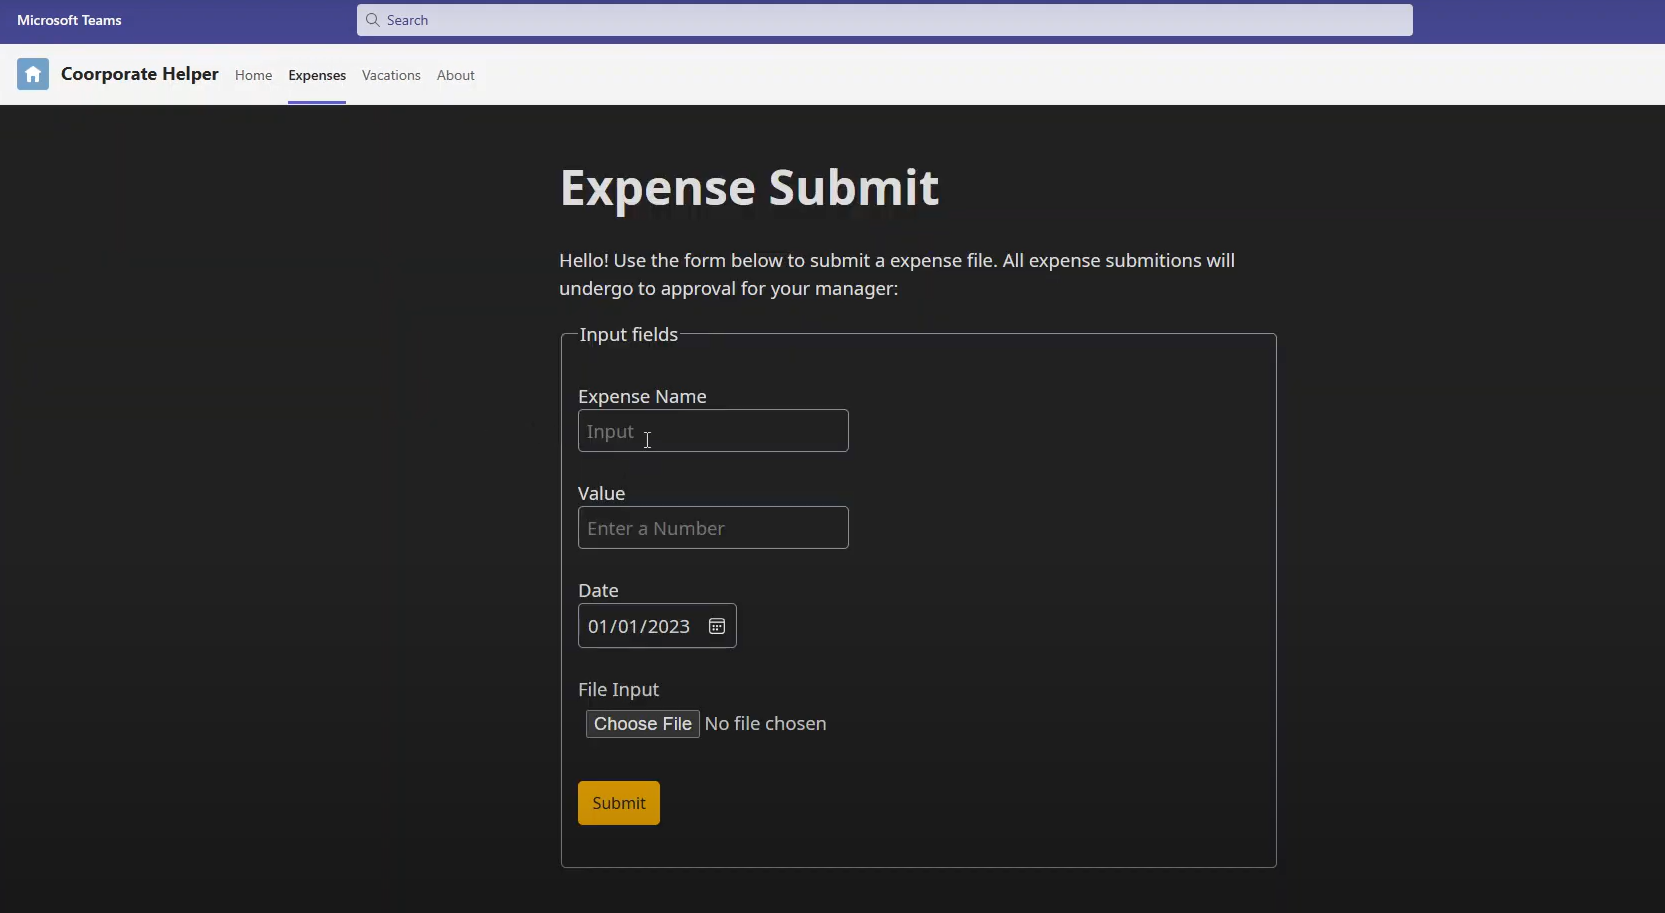 Microsoft Teams
Search
Coorporate Helper Home Expenses Vacations About
Expense Submit
Hello! Use the form below to submit a expense file. All expense submitions will
undergo to approval for your manager:
Input fields
Expense Name
Input
Value
Enter a Number
Date
01/01/2023
File Input
Choose File No file chosen
Submit